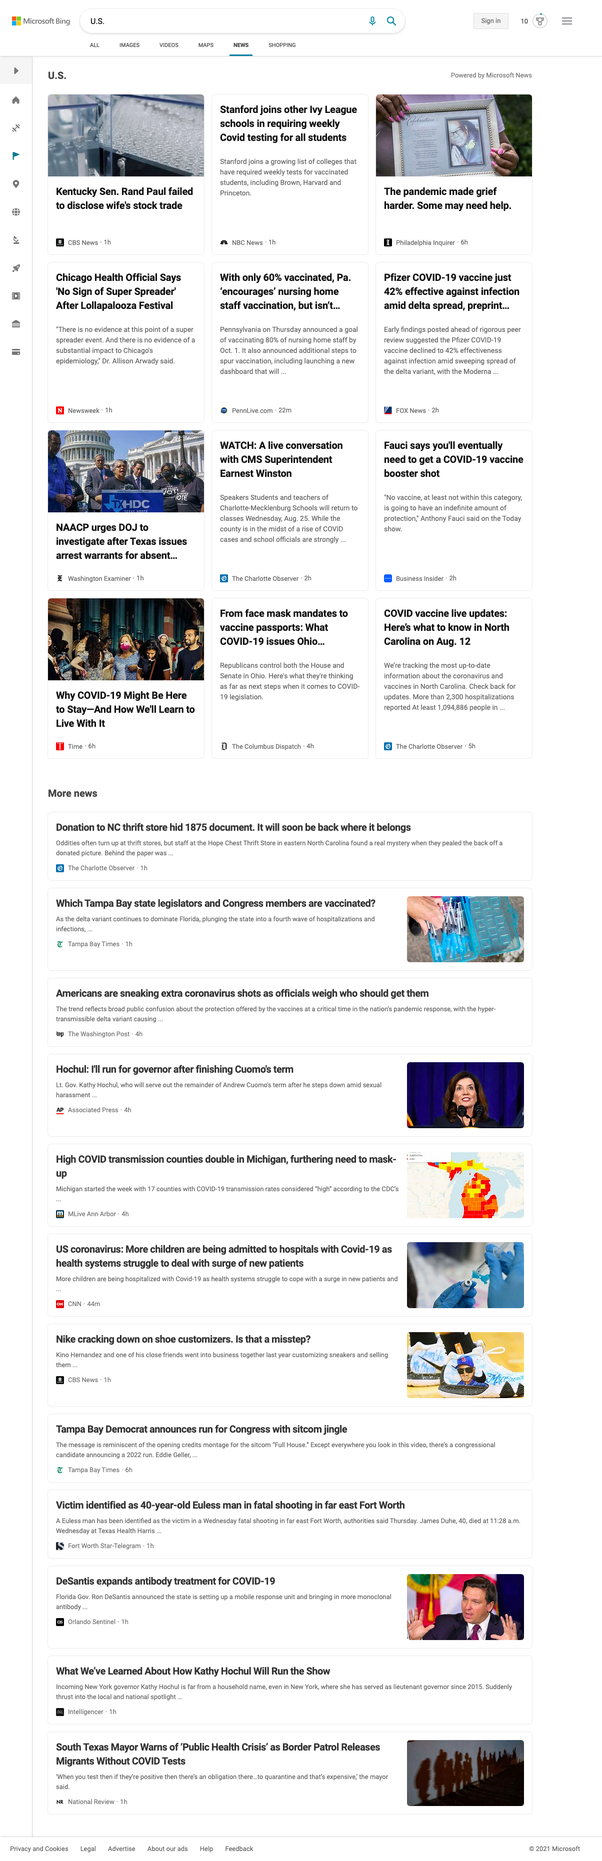 Microsoft Bing
U.S.
Sign in
10
ALL
IMAGES
VIDEOS
MAPS
NEWS
SHOPPING
U.S.
Powered by Microsoft News
Kentucky Sen. Rand Paul failed
to disclose wife's stock trade
CBS News · 1h
Stanford joins other Ivy League
schools in requiring weekly
Covid testing for all students
Stanford joins a growing list of colleges that
have required weekly tests for vaccinated
students, including Brown, Harvard and
Princeton.
NBC News · 1h
The pandemic made grief
harder. Some may need help.
Philadelphia Inquirer · 6h
Chicago Health Official Says
'No Sign of Super Spreader'
After Lollapalooza Festival
"There is no evidence at this point of a super
spreader event. And there is no evidence of a
substantial impact to Chicago's
epidemiology," Dr. Allison Arwady said.
Newsweek · 1h
With only 60% vaccinated, Pa.
'encourages' nursing home
staff vaccination, but isn't...
Pennsylvania on Thursday announced a goal
of vaccinating 80% of nursing home staff by
Oct. 1. It also announced additional steps to
spur vaccination, including launching a new
dashboard that will ...
PennLive.com · 22m
Pfizer COVID-19 vaccine just
42% effective against infection
amid delta spread, preprint...
Early findings posted ahead of rigorous peer
review suggested the Pfizer COVID-19
vaccine declined to 42% effectiveness
against infection amid sweeping spread of
the delta variant, with the Moderna ...
FOX News · 2h
NAACP urges DOJ to
investigate after Texas issues
arrest warrants for absent...
Washington Examiner · 1h
WATCH: A live conversation
with CMS Superintendent
Earnest Winston
Speakers Students and teachers of
Charlotte-Mecklenburg Schools will return to
classes Wednesday, Aug. 25. While the
county is in the midst of a rise of COVID
cases and school officials are strongly ...
The Charlotte Observer · 2h
Fauci says you'll eventually
need to get a COVID-19 vaccine
booster shot
"No vaccine, at least not within this category,
is going to have an indefinite amount of
protection," Anthony Fauci said on the Today
show.
Business Insider · 2h
Why COVID-19 Might Be Here
to Stay—And How We'll Learn to
Live With It
Time · 6h
From face mask mandates to
vaccine passports: What
COVID-19 issues Ohio...
Republicans control both the House and
Senate in Ohio. Here's what they're thinking
as far as next steps when it comes to COVID-
19 legislation.
The Columbus Dispatch · 4h
COVID vaccine live updates:
Here's what to know in North
Carolina on Aug. 12
We're tracking the most up-to-date
information about the coronavirus and
vaccines in North Carolina. Check back for
updates. More than 2,300 hospitalizations
reported At least 1,094,886 people in ...
The Charlotte Observer · 5h
More news
Donation to NC thrift store hid 1875 document. It will soon be back where it belongs
Oddities often turn up at thrift stores, but staff at the Hope Chest Thrift Store in eastern North Carolina found a real mystery when they pealed the back off a
donated picture. Behind the paper was ...
The Charlotte Observer · 1h
Which Tampa Bay state legislators and Congress members are vaccinated?
As the delta variant continues to dominate Florida, plunging the state into a fourth wave of hospitalizations and
infections, ...
Tampa Bay Times · 1h
Americans are sneaking extra coronavirus shots as officials weigh who should get them
The trend reflects broad public confusion about the protection offered by the vaccines at a critical time in the nation's pandemic response, with the hyper-
transmissible delta variant causing ...
The Washington Post · 4h
Hochul: I'll run for governor after finishing Cuomo's term
Lt. Gov. Kathy Hochul, who will serve out the remainder of Andrew Cuomo's term after he steps down amid sexual
harassment ...
Associated Press · 4h
High COVID transmission counties double in Michigan, furthering need to mask-
up
Michigan started the week with 17 counties with COVID-19 transmission rates considered "high" according to the CDC's
...
MLive Ann Arbor · 4h
US coronavirus: More children are being admitted to hospitals with Covid-19 as
health systems struggle to deal with surge of new patients
More children are being hospitalized with Covid-19 as health systems struggle to cope with a surge in new patients and
...
CNN · 44m
Nike cracking down on shoe customizers. Is that a misstep?
Kino Hernandez and one of his close friends went into business together last year customizing sneakers and selling
them ...
CBS News · 1h
Tampa Bay Democrat announces run for Congress with sitcom jingle
The message is reminiscent of the opening credits montage for the sitcom "Full House." Except everywhere you look in this video, there's a congressional
candidate announcing a 2022 run. Eddie Geller, ...
Tampa Bay Times · 6h
Victim identified as 40-year-old Euless man in fatal shooting in far east Fort Worth
A Euless man has been identified as the victim in a Wednesday fatal shooting in far east Fort Worth, authorities said Thursday. James Duhe, 40, died at 11:28 a.m.
Wednesday at Texas Health Harris ...
Fort Worth Star-Telegram · 1h
DeSantis expands antibody treatment for COVID-19
Florida Gov. Ron DeSantis announced the state is setting up a mobile response unit and bringing in more monoclonal
antibody ...
Orlando Sentinel · 1h
What We've Learned About How Kathy Hochul Will Run the Show
Incoming New York governor Kathy Hochul is far from a household name, even in New York, where she has served as lieutenant governor since 2015. Suddenly
thrust into the local and national spotlight ...
Intelligencer · 1h
South Texas Mayor Warns of 'Public Health Crisis' as Border Patrol Releases
Migrants Without COVID Tests
'When you test then if they're positive then there's an obligation there...to quarantine and that's expensive,' the mayor
said.
National Review · 1h
Privacy and Cookies
Legal
Advertise
About our ads
Help
Feedback
© 2021 Microsoft